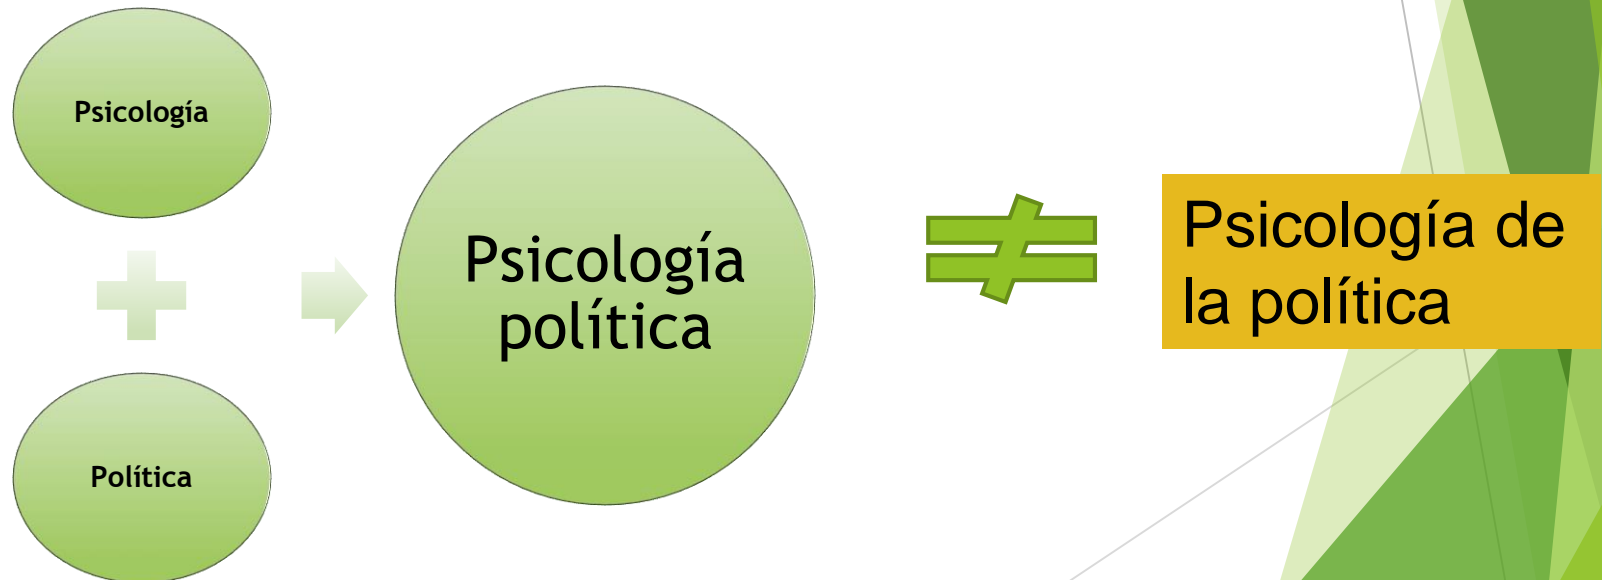 Psicología
Política
Psicología
política
Psicología de
la política